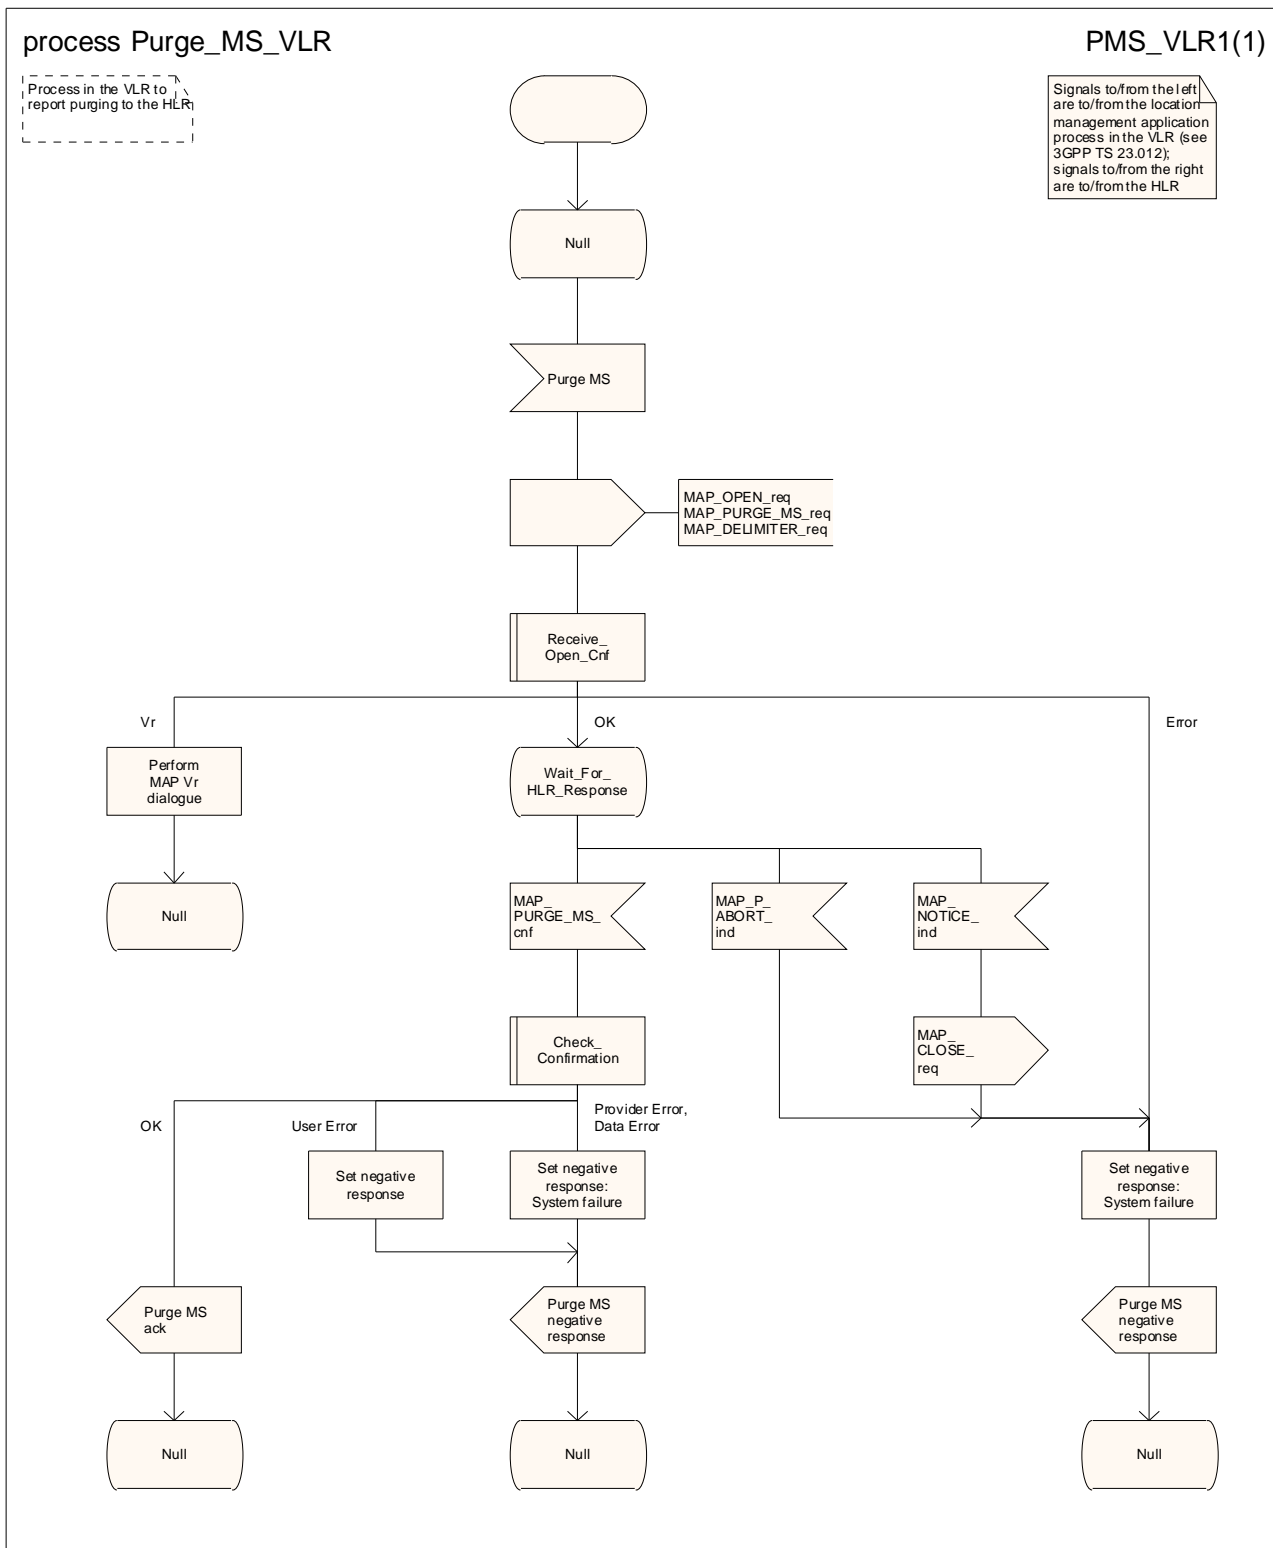 process Purge_MS_VLR
PMS_VLR1(1)
Process in the VLR to
report purging to the HLR
Signals to/from the left
are to/from the location
management application
process in the VLR (see
3GPP TS 23.012);
signals to/from the right
are to/from the HLR
Null
Purge MS
MAP_OPEN_req
MAP_PURGE_MS_req
MAP_DELIMITER_req
Receive_
Open_Cnf
Vr
OK
Error
Perform
MAP Vr
dialogue
Wait_For_
HLR_Response
Null
MAP_
PURGE_MS_
cnf
MAP_P_
ABORT_
ind
MAP_
NOTICE_
ind
Check_
Confirmation
MAP_
CLOSE_
req
OK
User Error
Provider Error,
Data Error
Set negative
response
Set negative
response:
System failure
Set negative
response:
System failure
Purge MS
ack
Purge MS
negative
response
Purge MS
negative
response
Null
Null
Null